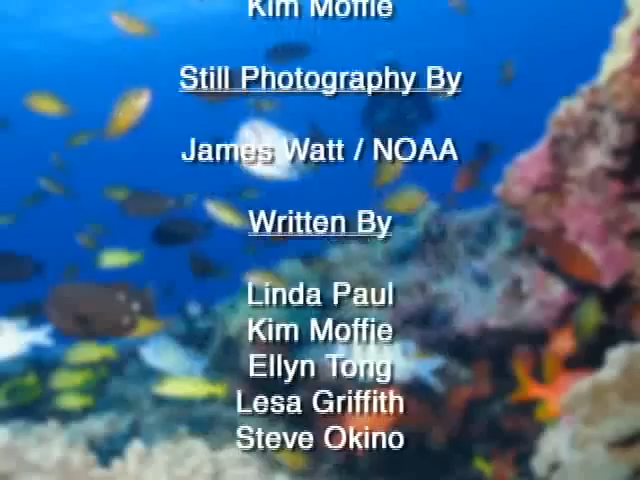 Kim Moffie
Still Photography By
James Watt / NOAA
Written By
Linda Paul
Kim Moffie
Ellyn Tong
Lesa Griffith
Steve Okino